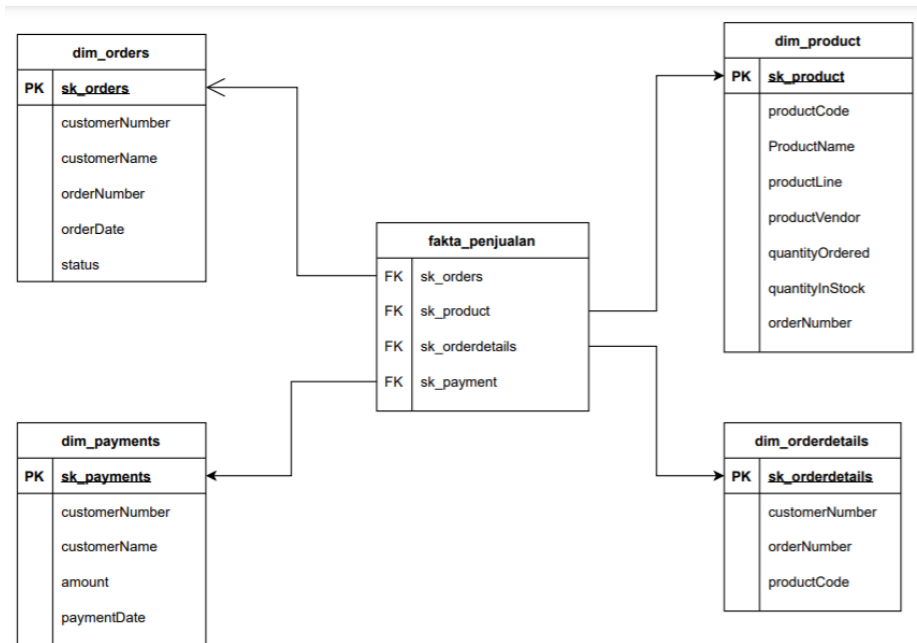 dim_orders
PK sk_orders
customerNumber
customerName
orderNumber
orderDate
status
dim_product
PK sk_product
productCode
ProductName
productLine
productVendor
quantityOrdered
quantityInStock
orderNumber
fakta_penjualan
FK sk_orders
FK sk_product
FK sk_orderdetails
FK sk_payment
dim_payments
PK sk_payments
customerNumber
customerName
amount
paymentDate
dim_orderdetails
PK sk_orderdetails
customerNumber
orderNumber
productCode